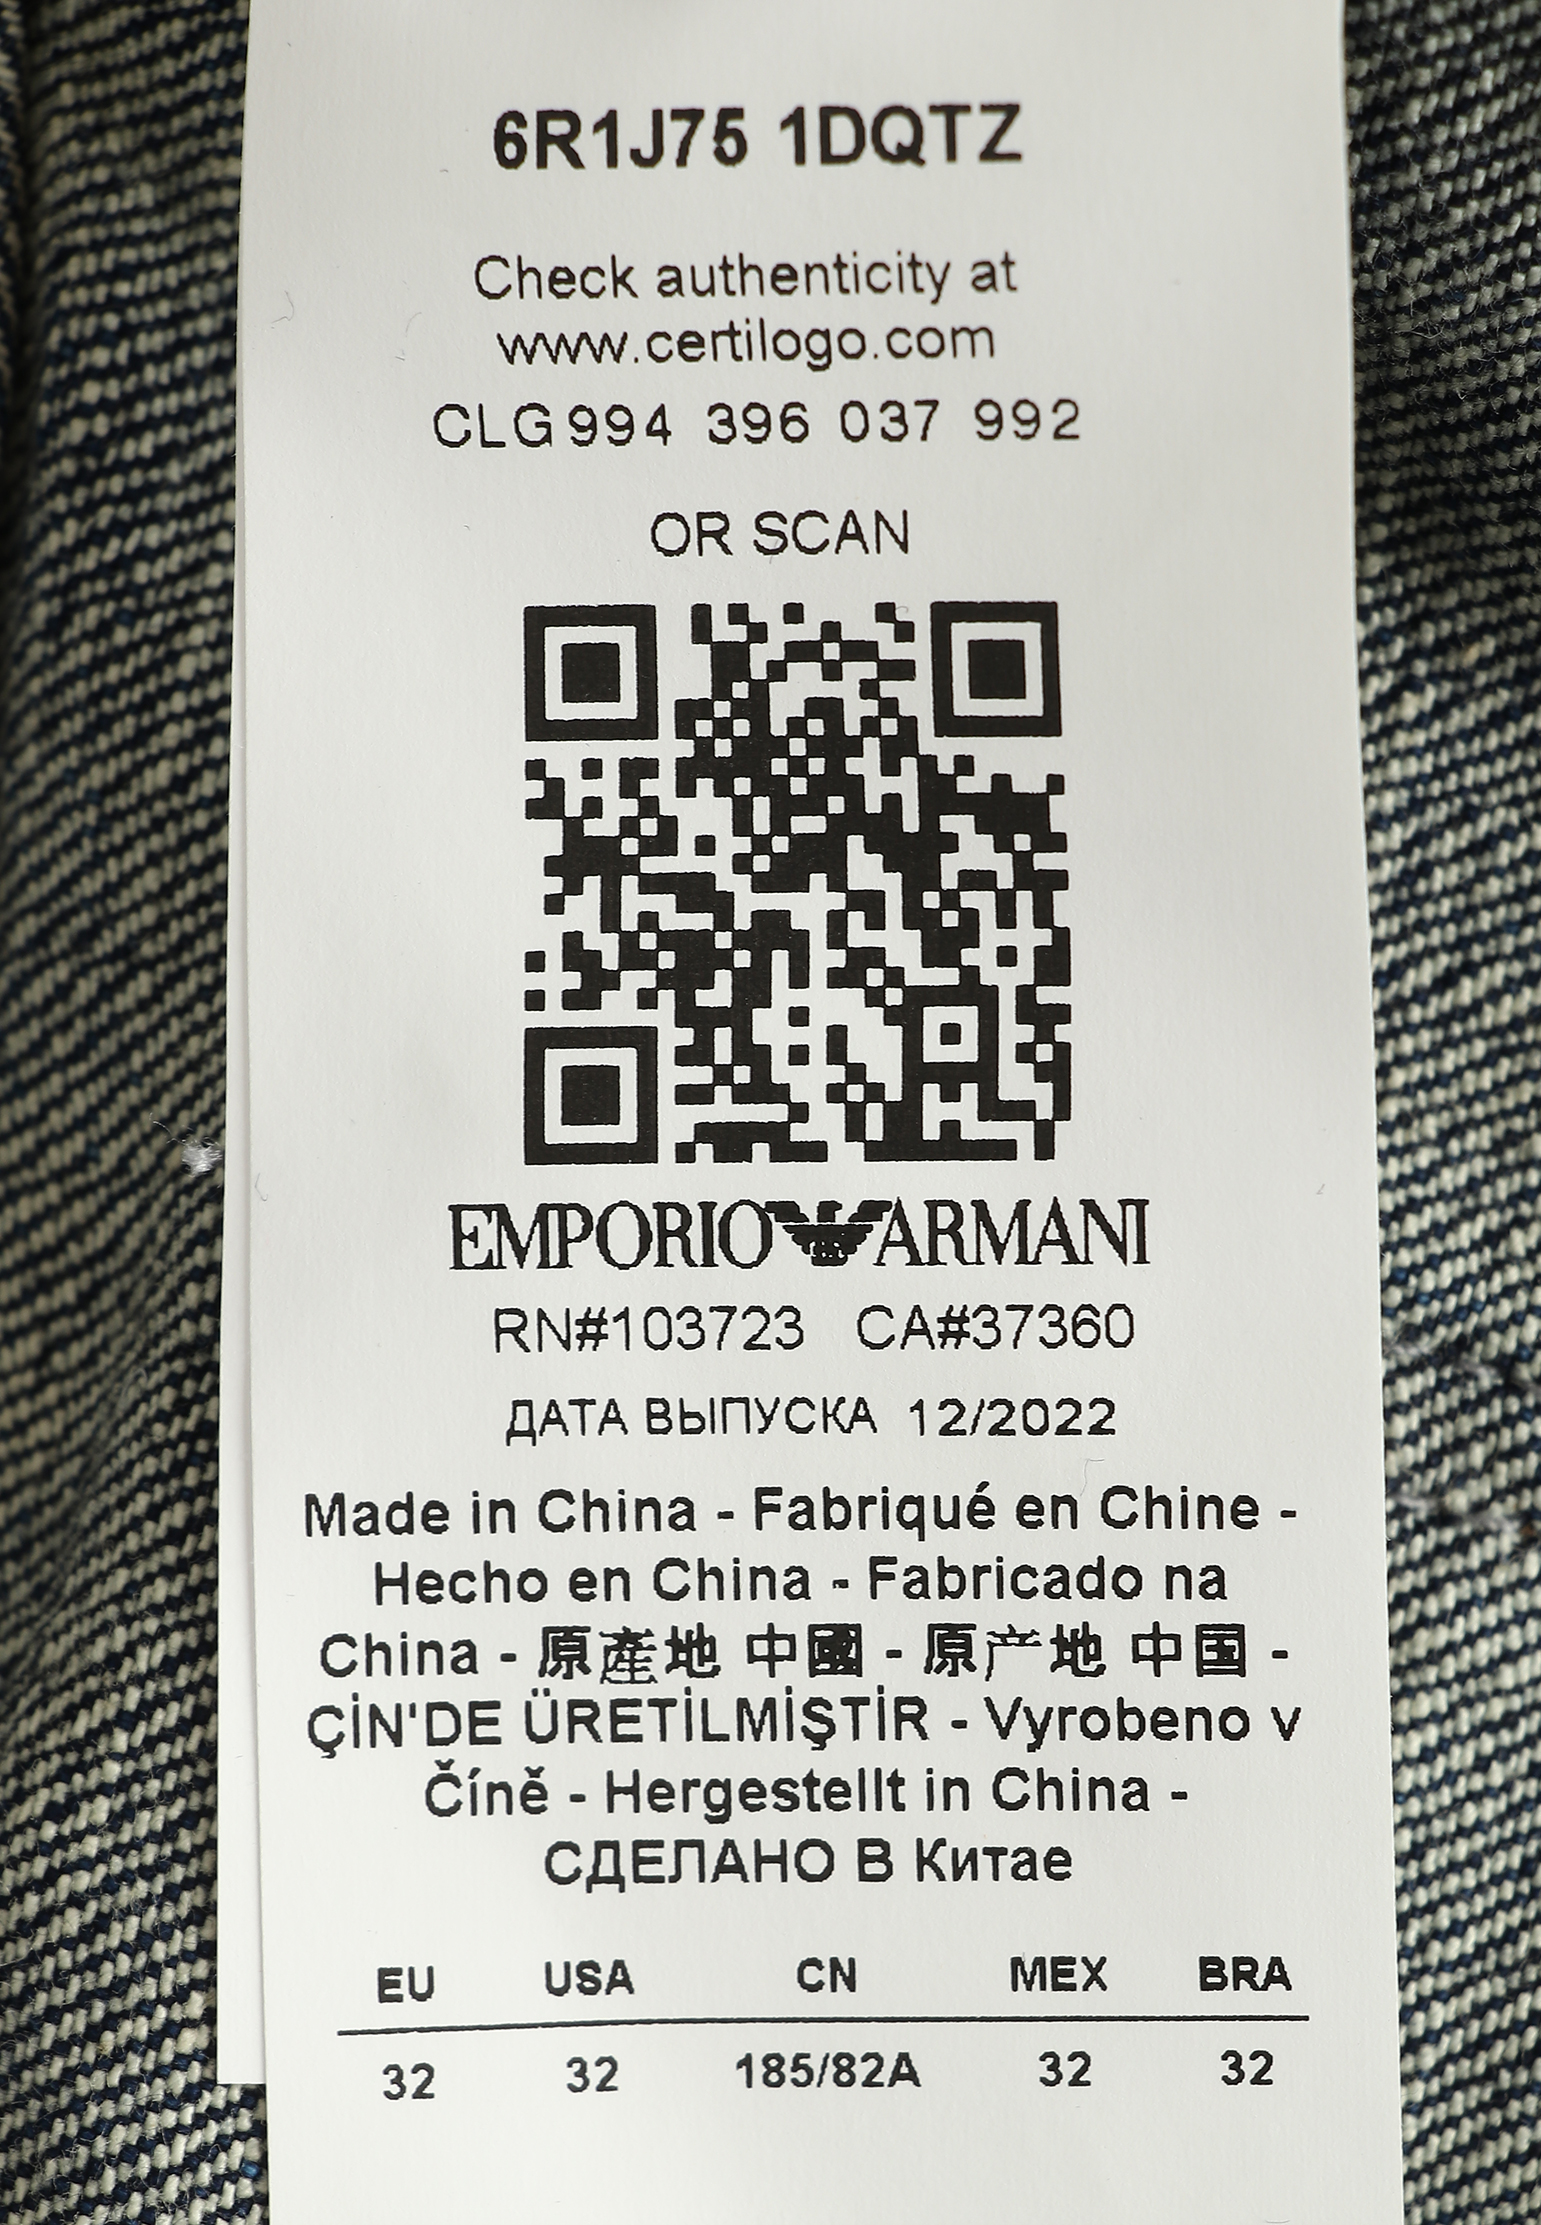 6R1J75 1DQTZ
Check authenticity at
www.certilogo.com
CLG994 396 037 992
OR SCAN
EMPORIO ARMANI
RN#103723 CA#37360
ДАТА ВЫПУСКА 12/2022
Made in China - Fabriqué en Chine -
Hecho en China - Fabricado na
China - 原產地 中國 - 原产地 中国 -
ÇİN'DE ÜRETİLMİŞTİR - Vyrobeno v
Číně - Hergestellt in China -
СДЕЛАНО В Китае
EU USA CN MEX BRA
32 32 185/82A 32 32